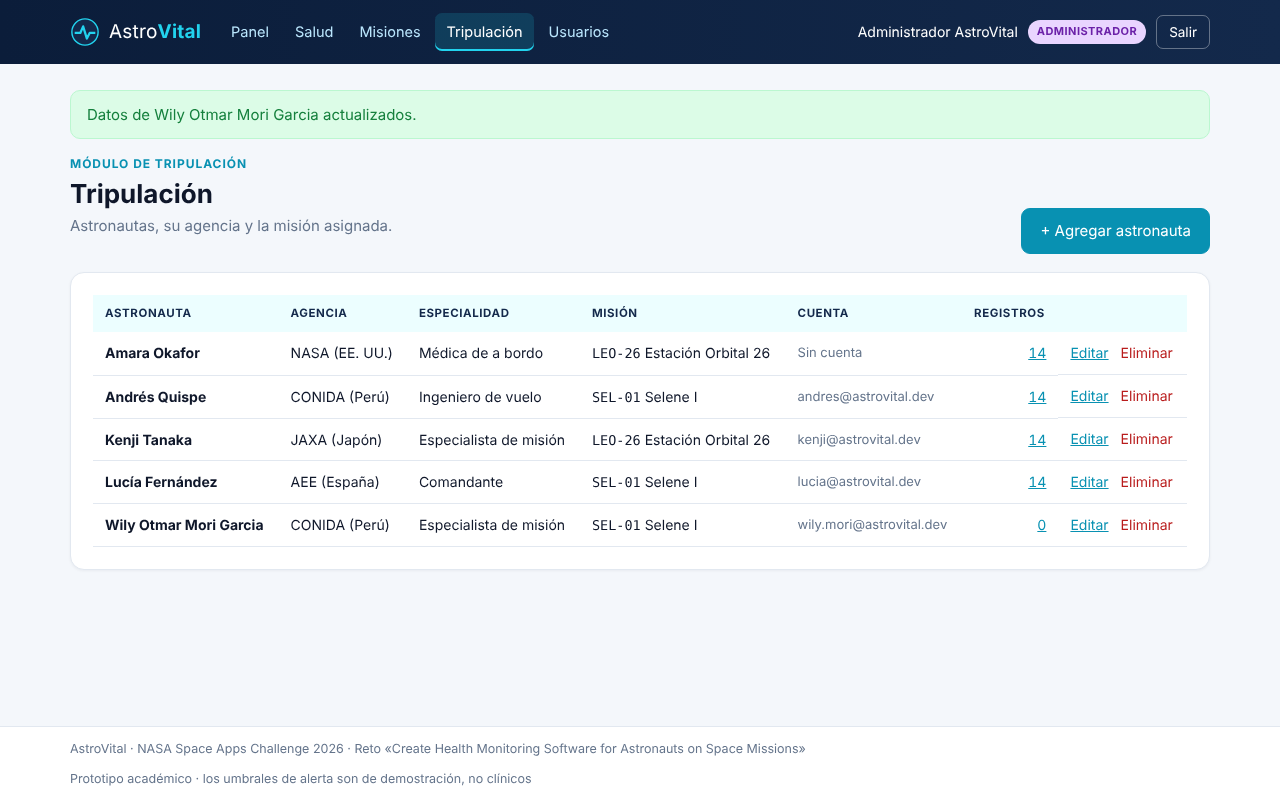 AstroVital Panel Salud Misiones Tripulación Usuarios Administrador AstroVital ADMINISTRADOR Salir
Datos de Wily Otmar Mori Garcia actualizados.
MÓDULO DE TRIPULACIÓN
Tripulación
Astronautas, su agencia y la misión asignada.
+ Agregar astronauta
ASTRONAUTA AGENCIA ESPECIALIDAD MISIÓN CUENTA REGISTROS
Amara Okafor NASA (EE. UU.) Médica de a bordo LEO-26 Estación Orbital 26 Sin cuenta 14 Editar Eliminar
Andrés Quispe CONIDA (Perú) Ingeniero de vuelo SEL-01 Selene I andres@astrovital.dev 14 Editar Eliminar
Kenji Tanaka JAXA (Japón) Especialista de misión LEO-26 Estación Orbital 26 kenji@astrovital.dev 14 Editar Eliminar
Lucía Fernández AEE (España) Comandante SEL-01 Selene I lucia@astrovital.dev 14 Editar Eliminar
Wily Otmar Mori Garcia CONIDA (Perú) Especialista de misión SEL-01 Selene I wily.mori@astrovital.dev 0 Editar Eliminar
AstroVital · NASA Space Apps Challenge 2026 · Reto «Create Health Monitoring Software for Astronauts on Space Missions»
Prototipo académico · los umbrales de alerta son de demostración, no clínicos